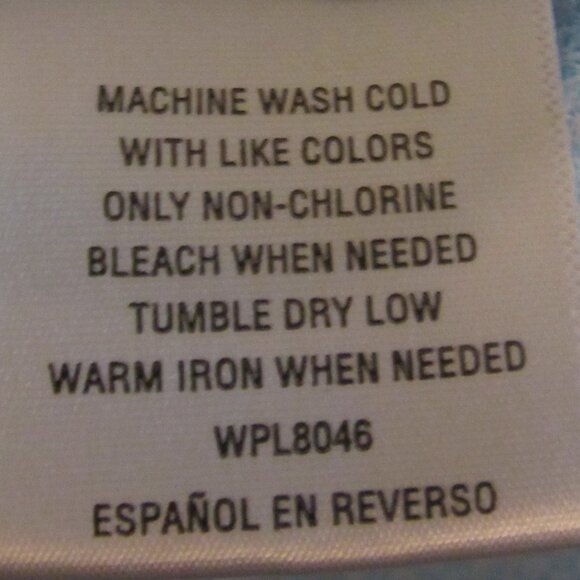 MACHINE WASH COLD
WITH LIKE COLORS
ONLY NON-CHLORINE
BLEACH WHEN NEEDED
TUMBLE DRY LOW
WARM IRON WHEN NEEDED
WPL8046
ESPAÑOL EN REVERSO